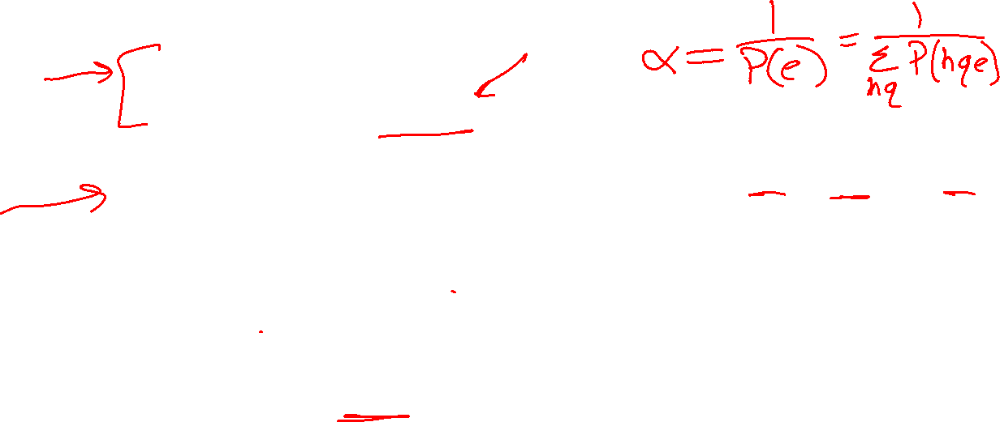 α = 1/P(e) = 1/Σ_hq P(hqe)